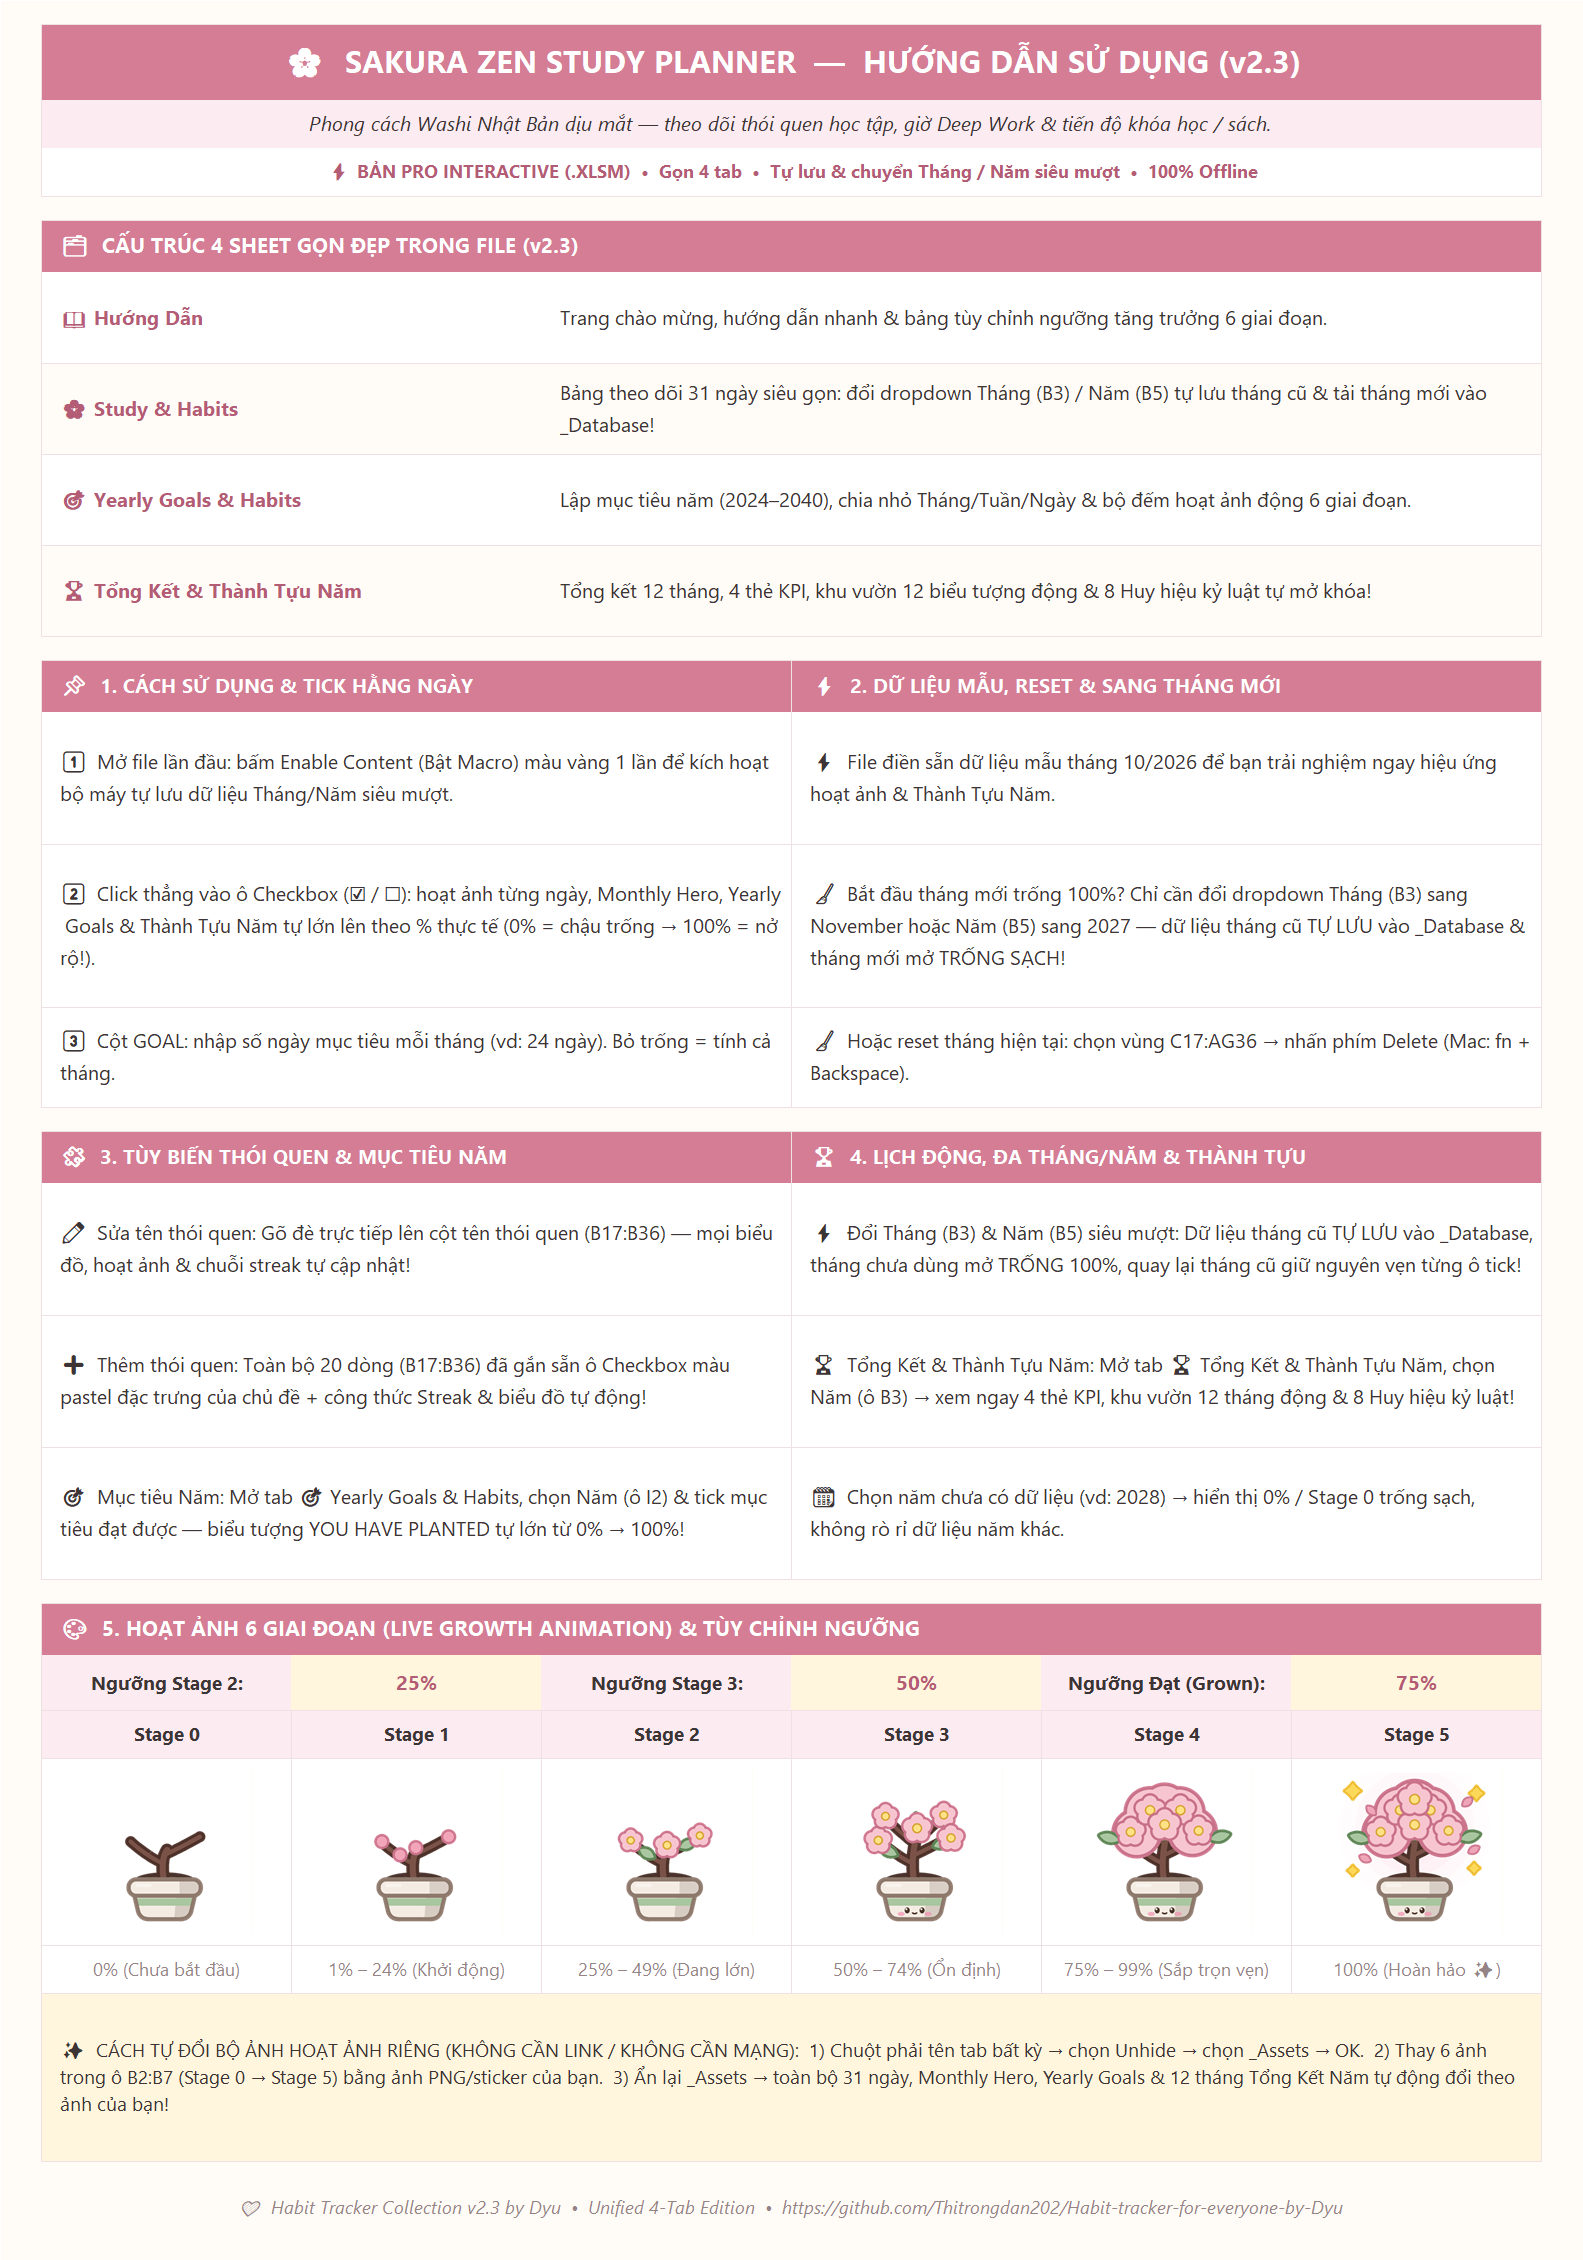 SAKURA ZEN STUDY PLANNER — HƯỚNG DẪN SỬ DỤNG (v2.3)
Phong cách Washi Nhật Bản dịu mắt — theo dõi thói quen học tập, giờ Deep Work & tiến độ khóa học / sách.
⚡ BẢN PRO INTERACTIVE (.XLSM) • Gọn 4 tab • Tự lưu & chuyển Tháng / Năm siêu mượt • 100% Offline
CẤU TRÚC 4 SHEET GỌN ĐẸP TRONG FILE (v2.3)
Hướng Dẫn
Trang chào mừng, hướng dẫn nhanh & bảng tùy chỉnh ngưỡng tăng trưởng 6 giai đoạn.
Study & Habits
Bảng theo dõi 31 ngày siêu gọn: đổi dropdown Tháng (B3) / Năm (B5) tự lưu tháng cũ & tải tháng mới vào
_Database!
Yearly Goals & Habits
Lập mục tiêu năm (2024–2040), chia nhỏ Tháng/Tuần/Ngày & bộ đếm hoạt ảnh động 6 giai đoạn.
Tổng Kết & Thành Tựu Năm
Tổng kết 12 tháng, 4 thẻ KPI, khu vườn 12 biểu tượng động & 8 Huy hiệu kỷ luật tự mở khóa!
1. CÁCH SỬ DỤNG & TICK HẰNG NGÀY
1 Mở file lần đầu: bấm Enable Content (Bật Macro) màu vàng 1 lần để kích hoạt
bộ máy tự lưu dữ liệu Tháng/Năm siêu mượt.
2 Click thẳng vào ô Checkbox (☑ / ☐): hoạt ảnh từng ngày, Monthly Hero, Yearly
Goals & Thành Tựu Năm tự lớn lên theo % thực tế (0% = chậu trống → 100% = nở
rộ!).
3 Cột GOAL: nhập số ngày mục tiêu mỗi tháng (vd: 24 ngày). Bỏ trống = tính cả
tháng.
2. DỮ LIỆU MẪU, RESET & SANG THÁNG MỚI
File điền sẵn dữ liệu mẫu tháng 10/2026 để bạn trải nghiệm ngay hiệu ứng
hoạt ảnh & Thành Tựu Năm.
Bắt đầu tháng mới trống 100%? Chỉ cần đổi dropdown Tháng (B3) sang
November hoặc Năm (B5) sang 2027 — dữ liệu tháng cũ TỰ LƯU vào _Database &
tháng mới mở TRỐNG SẠCH!
Hoặc reset tháng hiện tại: chọn vùng C17:AG36 → nhấn phím Delete (Mac: fn +
Backspace).
3. TÙY BIẾN THÓI QUEN & MỤC TIÊU NĂM
Sửa tên thói quen: Gõ đè trực tiếp lên cột tên thói quen (B17:B36) — mọi biểu
đồ, hoạt ảnh & chuỗi streak tự cập nhật!
Thêm thói quen: Toàn bộ 20 dòng (B17:B36) đã gắn sẵn ô Checkbox màu
pastel đặc trưng của chủ đề + công thức Streak & biểu đồ tự động!
Mục tiêu Năm: Mở tab Yearly Goals & Habits, chọn Năm (ô I2) & tick mục
tiêu đạt được — biểu tượng YOU HAVE PLANTED tự lớn từ 0% → 100%!
4. LỊCH ĐỘNG, ĐA THÁNG/NĂM & THÀNH TỰU
Đổi Tháng (B3) & Năm (B5) siêu mượt: Dữ liệu tháng cũ TỰ LƯU vào _Database,
tháng chưa dùng mở TRỐNG 100%, quay lại tháng cũ giữ nguyên vẹn từng ô tick!
Tổng Kết & Thành Tựu Năm: Mở tab Tổng Kết & Thành Tựu Năm, chọn
Năm (ô B3) → xem ngay 4 thẻ KPI, khu vườn 12 tháng động & 8 Huy hiệu kỷ luật!
Chọn năm chưa có dữ liệu (vd: 2028) → hiển thị 0% / Stage 0 trống sạch,
không rò rỉ dữ liệu năm khác.
5. HOẠT ẢNH 6 GIAI ĐOẠN (LIVE GROWTH ANIMATION) & TÙY CHỈNH NGƯỠNG
Ngưỡng Stage 2: 25% Ngưỡng Stage 3: 50% Ngưỡng Đạt (Grown): 75%
Stage 0 Stage 1 Stage 2 Stage 3 Stage 4 Stage 5
0% (Chưa bắt đầu) 1% – 24% (Khởi động) 25% – 49% (Đang lớn) 50% – 74% (Ổn định) 75% – 99% (Sắp trọn vẹn) 100% (Hoàn hảo ✨)
✨ CÁCH TỰ ĐỔI BỘ ẢNH HOẠT ẢNH RIÊNG (KHÔNG CẦN LINK / KHÔNG CẦN MẠNG): 1) Chuột phải tên tab bất kỳ → chọn Unhide → chọn _Assets → OK. 2) Thay 6 ảnh
trong ô B2:B7 (Stage 0 → Stage 5) bằng ảnh PNG/sticker của bạn. 3) Ẩn lại _Assets → toàn bộ 31 ngày, Monthly Hero, Yearly Goals & 12 tháng Tổng Kết Năm tự động đổi theo
ảnh của bạn!
Habit Tracker Collection v2.3 by Dyu • Unified 4-Tab Edition • https://github.com/Thitrongdan202/Habit-tracker-for-everyone-by-Dyu